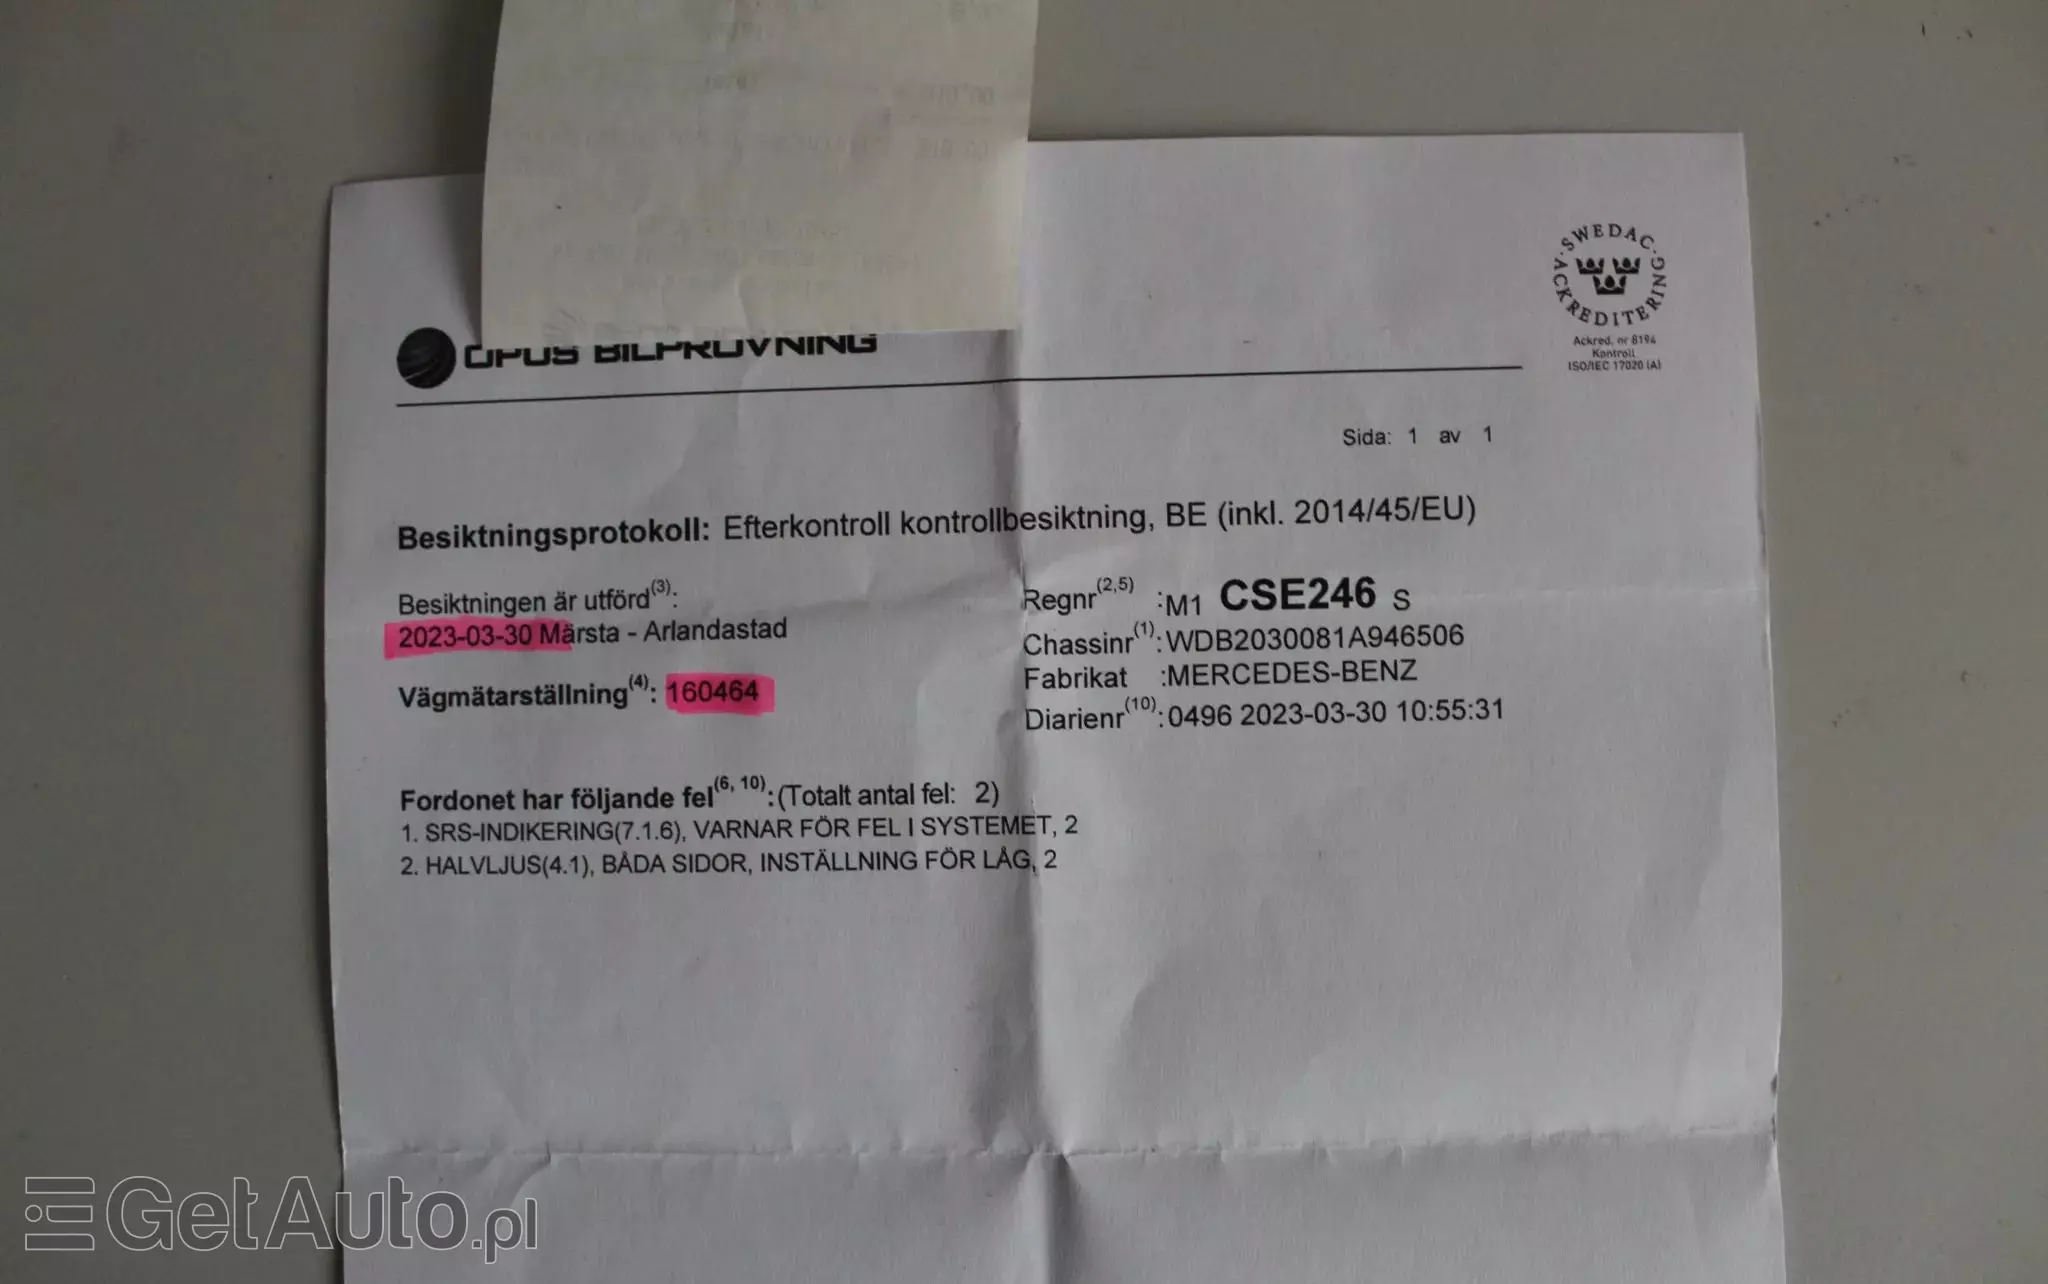 OPUS BILPROVNING
·SWEDAC·
ACKREDITERING
Ackred. nr 8194
Kontroll
ISO/IEC 17020 (A)
Sida: 1 av 1
Besiktningsprotokoll: Efterkontroll kontrollbesiktning, BE (inkl. 2014/45/EU)
Besiktningen är utförd(3):
2023-03-30 Märsta - Arlandastad
Vägmätarställning(4): 160464
Regnr(2,5) :M1 CSE246 S
Chassinr(1):WDB2030081A946506
Fabrikat :MERCEDES-BENZ
Diarienr(10):0496 2023-03-30 10:55:31
Fordonet har följande fel(6, 10):(Totalt antal fel: 2)
1. SRS-INDIKERING(7.1.6), VARNAR FÖR FEL I SYSTEMET, 2
2. HALVLJUS(4.1), BÅDA SIDOR, INSTÄLLNING FÖR LÅG, 2
GetAuto.pl